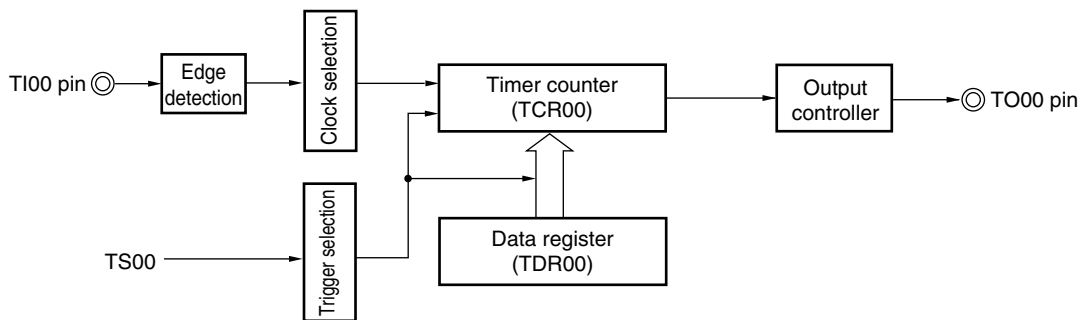 TI00 pin
Edge
detection
Clock selection
Timer counter
(TCR00)
Output
controller
TO00 pin
TS00
Trigger selection
Data register
(TDR00)